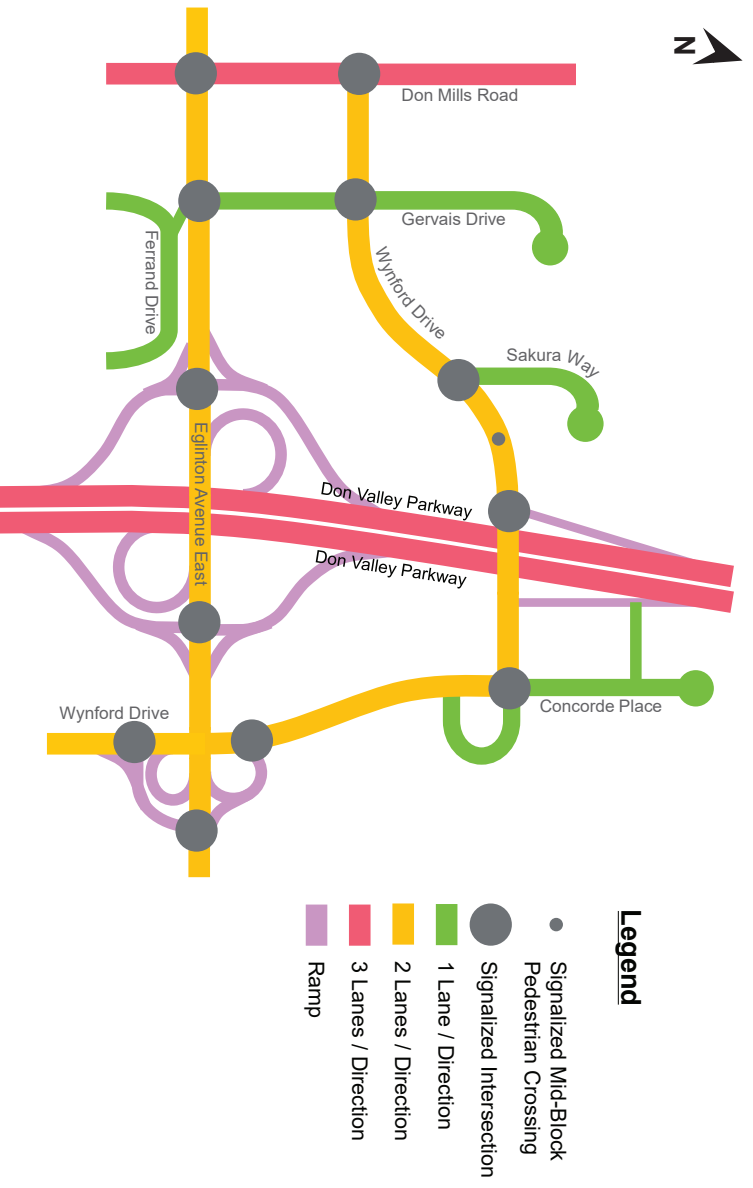 N
Don Mills Road
Gervais Drive
Ferrand Drive
Wynford Drive
Sakura Way
Eglinton Avenue East
Don Valley Parkway
Don Valley Parkway
Wynford Drive
Concorde Place
Legend
Signalized Mid-Block
Pedestrian Crossing
Signalized Intersection
1 Lane / Direction
2 Lanes / Direction
3 Lanes / Direction
Ramp